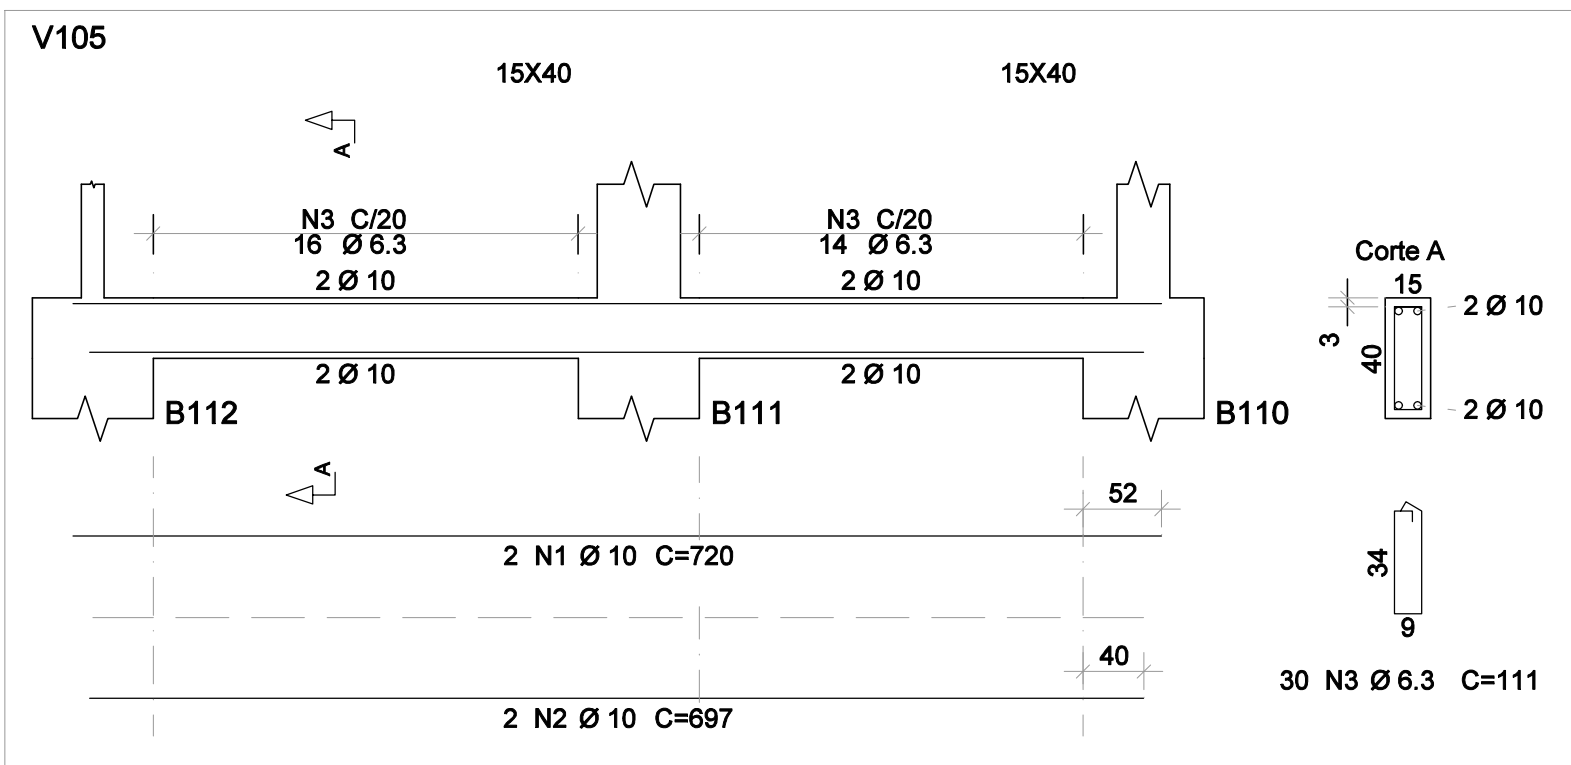 V105
15X40 15X40
A
N3 C/20 N3 C/20
16 Ø 6.3 14 Ø 6.3
2 Ø 10 2 Ø 10
2 Ø 10 2 Ø 10
B112 B111 B110
A
52
2 N1 Ø 10 C=720
40
2 N2 Ø 10 C=697
Corte A
15
2 Ø 10
3
40
2 Ø 10
34
9
30 N3 Ø 6.3 C=111